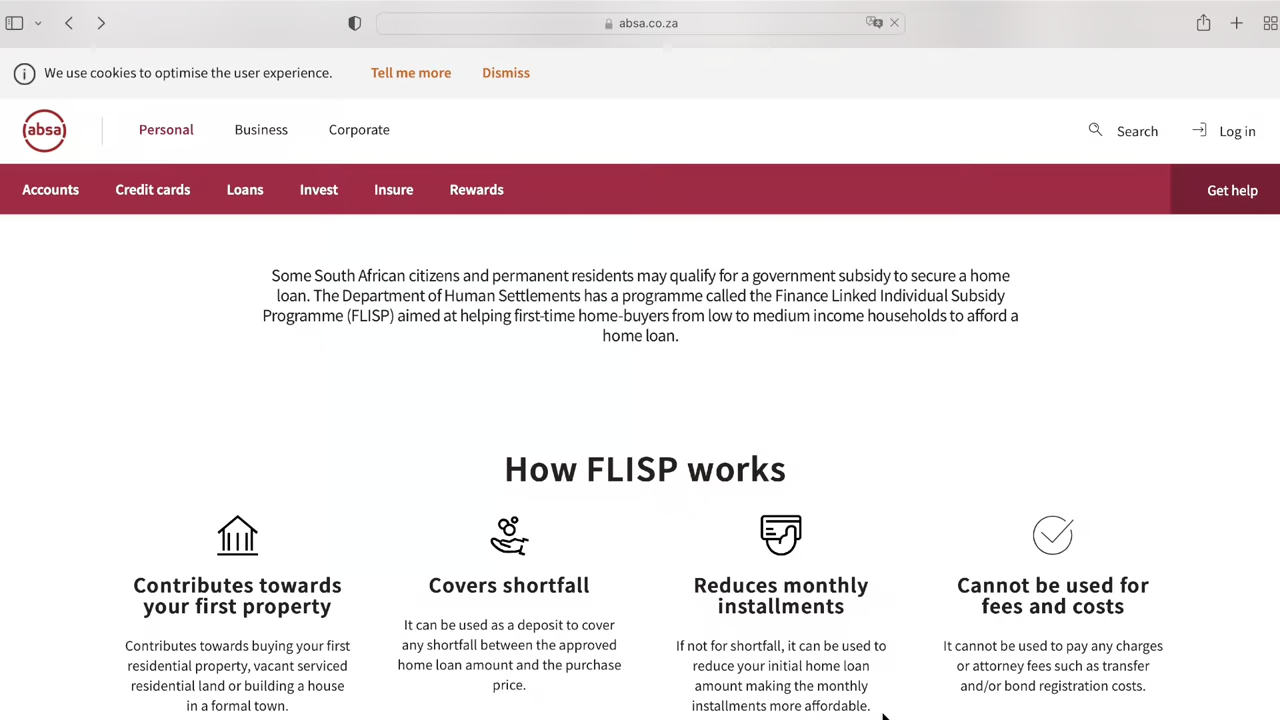 absa.co.za
We use cookies to optimise the user experience. Tell me more Dismiss
absa Personal Business Corporate Search Log in
Accounts Credit cards Loans Invest Insure Rewards Get help
Some South African citizens and permanent residents may qualify for a government subsidy to secure a home
loan. The Department of Human Settlements has a programme called the Finance Linked Individual Subsidy
Programme (FLISP) aimed at helping first-time home-buyers from low to medium income households to afford a
home loan.
How FLISP works
Contributes towards
your first property
Contributes towards buying your first
residential property, vacant serviced
residential land or building a house
in a formal town.
Covers shortfall
It can be used as a deposit to cover
any shortfall between the approved
home loan amount and the purchase
price.
Reduces monthly
installments
If not for shortfall, it can be used to
reduce your initial home loan
amount making the monthly
installments more affordable.
Cannot be used for
fees and costs
It cannot be used to pay any charges
or attorney fees such as transfer
and/or bond registration costs.